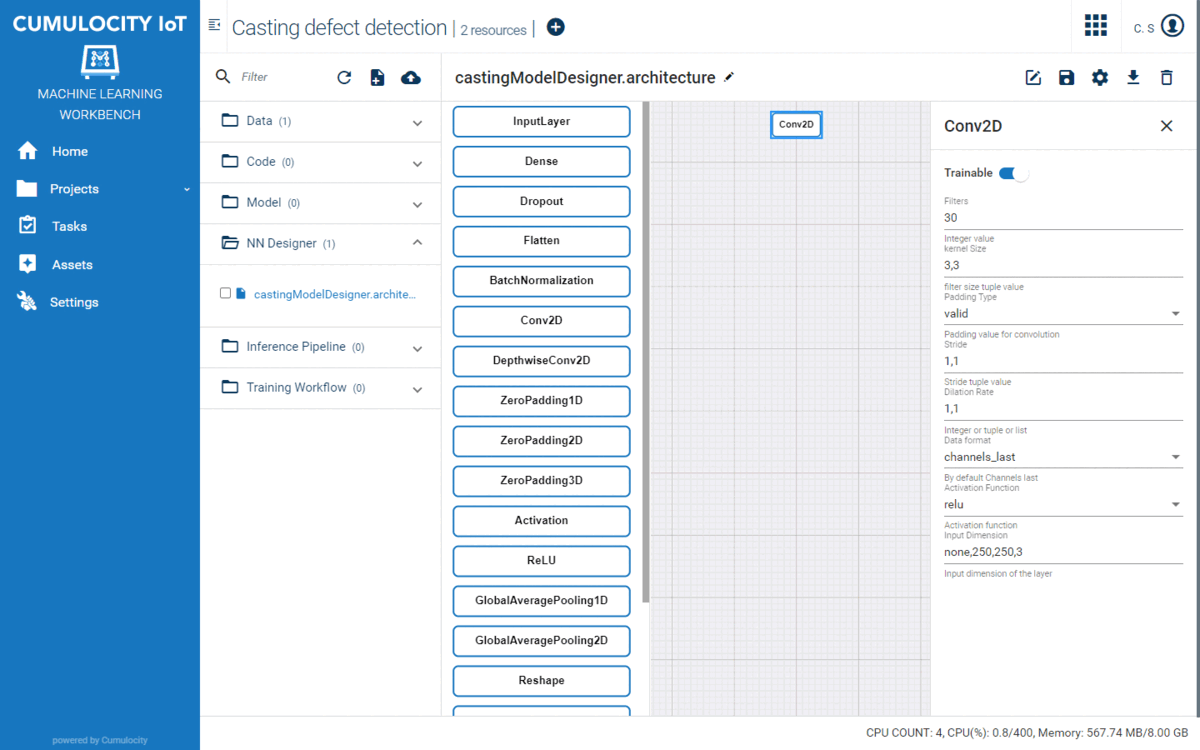 CUMULOCITY IoT
MACHINE LEARNING
WORKBENCH
Home
Projects
Tasks
Assets
Settings
powered by Cumulocity
Casting defect detection | 2 resources |
C. S
Filter
Data (1)
Code (0)
Model (0)
NN Designer (1)
castingModelDesigner.archite...
Inference Pipeline (0)
Training Workflow (0)
castingModelDesigner.architecture
InputLayer
Dense
Dropout
Flatten
BatchNormalization
Conv2D
DepthwiseConv2D
ZeroPadding1D
ZeroPadding2D
ZeroPadding3D
Activation
ReLU
GlobalAveragePooling1D
GlobalAveragePooling2D
Reshape
Conv2D
Conv2D
Trainable
Filters
30
Integer value
kernel Size
3,3
filter size tuple value
Padding Type
valid
Padding value for convolution
Stride
1,1
Stride tuple value
Dilation Rate
1,1
Integer or tuple or list
Data format
channels_last
By default Channels last
Activation Function
relu
Activation function
Input Dimension
none,250,250,3
Input dimension of the layer
CPU COUNT: 4, CPU(%): 0.8/400, Memory: 567.74 MB/8.00 GB